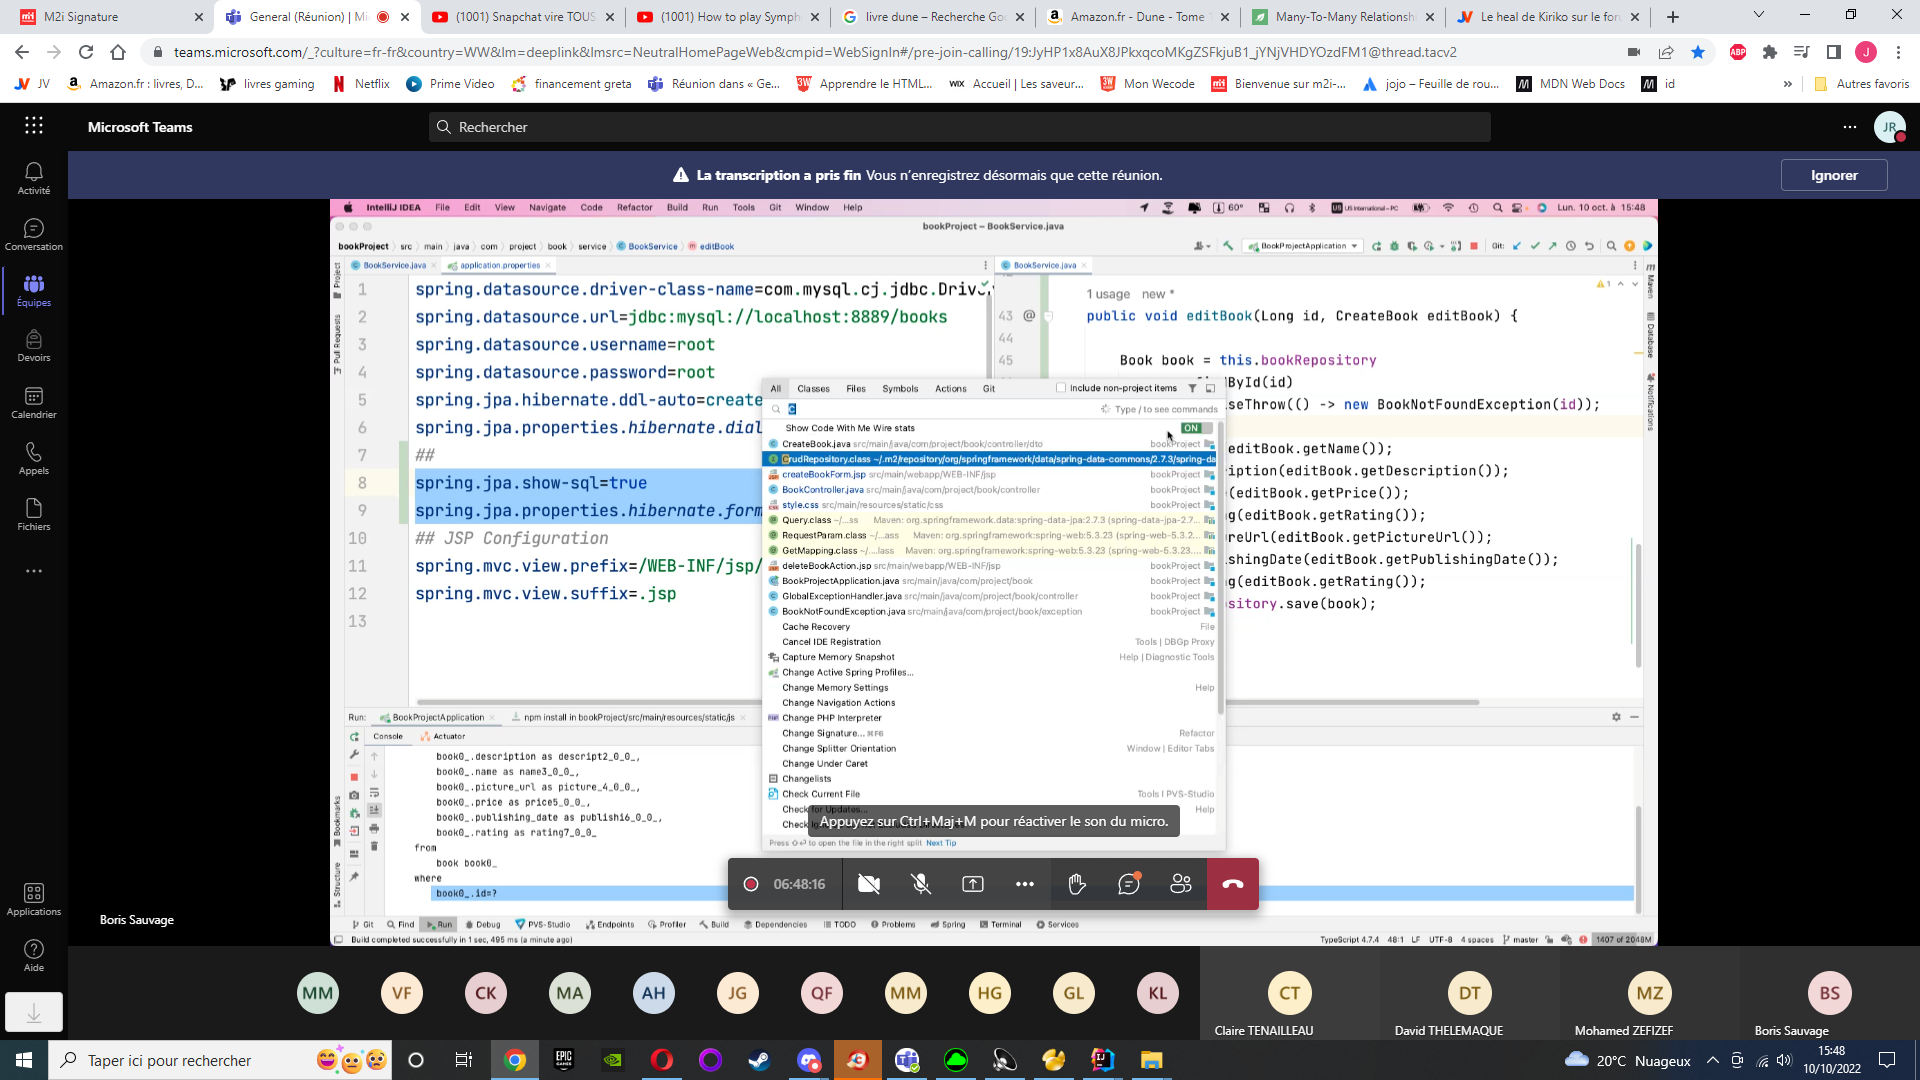 M2i Signature
General (Réunion) | Mi
(1001) Snapchat vire TOUS
(1001) How to play Symph
livre dune – Recherche Go
Amazon.fr - Dune - Tome 1
Many-To-Many Relationsh
Le heal de Kiriko sur le for
teams.microsoft.com/_?culture=fr-fr&country=WW&lm=deeplink&lmsrc=NeutralHomePageWeb&cmpid=WebSignIn#/pre-join-calling/19:JyHP1x8AuX8JPkxqcoMKgZSFkjuB1_jYNjVHDYOzdFM1@thread.tacv2
JV
Amazon.fr : livres, D...
livres gaming
Netflix
Prime Video
financement greta
Réunion dans « Ge...
Apprendre le HTML...
Accueil | Les saveur...
Mon Wecode
Bienvenue sur m2i-...
jojo – Feuille de rou...
MDN Web Docs
id
»
Autres favoris
Microsoft Teams
Rechercher
JR
La transcription a pris fin Vous n'enregistrez désormais que cette réunion.
Ignorer
Activité
Conversation
Équipes
Devoirs
Calendrier
Appels
Fichiers
Applications
Aide
IntelliJ IDEA File Edit View Navigate Code Refactor Build Run Tools Git Window Help
60° US International – PC Lun. 10 oct. à 15:48
bookProject – BookService.java
bookProject src main java com project book service BookService editBook
BookProjectApplication
Git:
BookService.java
application.properties
BookService.java
Project
Pull Requests
Bookmarks
Structure
Maven
Database
Notifications
1 spring.datasource.driver-class-name=com.mysql.cj.jdbc.Driv
2 spring.datasource.url=jdbc:mysql://localhost:8889/books
3 spring.datasource.username=root
4 spring.datasource.password=root
5 spring.jpa.hibernate.ddl-auto=create
6 spring.jpa.properties.hibernate.dial
7 ##
8 spring.jpa.show-sql=true
9 spring.jpa.properties.hibernate.form
10 ## JSP Configuration
11 spring.mvc.view.prefix=/WEB-INF/jsp/
12 spring.mvc.view.suffix=.jsp
13
1 usage new *
43 @ public void editBook(Long id, CreateBook editBook) {
44
45 Book book = this.bookRepository
ById(id)
seThrow(() -> new BookNotFoundException(id));
editBook.getName());
iption(editBook.getDescription());
(editBook.getPrice());
g(editBook.getRating());
reUrl(editBook.getPictureUrl());
shingDate(editBook.getPublishingDate());
g(editBook.getRating());
sitory.save(book);
1
All Classes Files Symbols Actions Git
Include non-project items
C
Type / to see commands
Show Code With Me Wire stats ON
CreateBook.java src/main/java/com/project/book/controller/dto bookProject
CrudRepository.class ~/.m2/repository/org/springframework/data/spring-data-commons/2.7.3/spring-da
createBookForm.jsp src/main/webapp/WEB-INF/jsp bookProject
BookController.java src/main/java/com/project/book/controller bookProject
style.css src/main/resources/static/css bookProject
Query.class ~/...ss Maven: org.springframework.data:spring-data-jpa:2.7.3 (spring-data-jpa-2.7...
RequestParam.class ~/...ass Maven: org.springframework:spring-web:5.3.23 (spring-web-5.3.2...
GetMapping.class ~/...lass Maven: org.springframework:spring-web:5.3.23 (spring-web-5.3.23....
deleteBookAction.jsp src/main/webapp/WEB-INF/jsp bookProject
BookProjectApplication.java src/main/java/com/project/book bookProject
GlobalExceptionHandler.java src/main/java/com/project/book/controller bookProject
BookNotFoundException.java src/main/java/com/project/book/exception bookProject
Cache Recovery File
Cancel IDE Registration Tools | DBGp Proxy
Capture Memory Snapshot Help | Diagnostic Tools
Change Active Spring Profiles...
Change Memory Settings Help
Change Navigation Actions
Change PHP Interpreter
Change Signature... ⌘F6 Refactor
Change Splitter Orientation Window | Editor Tabs
Change Under Caret
Changelists
Check Current File Tools | PVS-Studio
Check for Updates... Help
Check
Press ⇧⏎ to open the file in the right split Next Tip
Run: BookProjectApplication npm install in bookProject/src/main/resources/static/js
Console Actuator
book0_.description as descript2_0_0_,
book0_.name as name3_0_0_,
book0_.picture_url as picture_4_0_0_,
book0_.price as price5_0_0_,
book0_.publishing_date as publishi6_0_0_,
book0_.rating as rating7_0_0_
from
book book0_
where
book0_.id=?
Appuyez sur Ctrl+Maj+M pour réactiver le son du micro.
06:48:16
Git Find Run Debug PVS-Studio Endpoints Profiler Build Dependencies TODO Problems Spring Terminal Services
Build completed successfully in 1 sec, 495 ms (a minute ago)
TypeScript 4.7.4 48:1 LF UTF-8 4 spaces master 1407 of 2048M
Boris Sauvage
MM VF CK MA AH JG QF MM HG GL KL CT DT MZ BS
Claire TENAILLEAU
David THELEMAQUE
Mohamed ZEFIZEF
Boris Sauvage
Taper ici pour rechercher
20°C Nuageux
15:48
10/10/2022